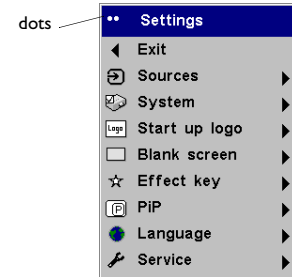 dots
Settings
Exit
Sources
System
Logo Start up logo
Blank screen
Effect key
P PiP
Language
Service